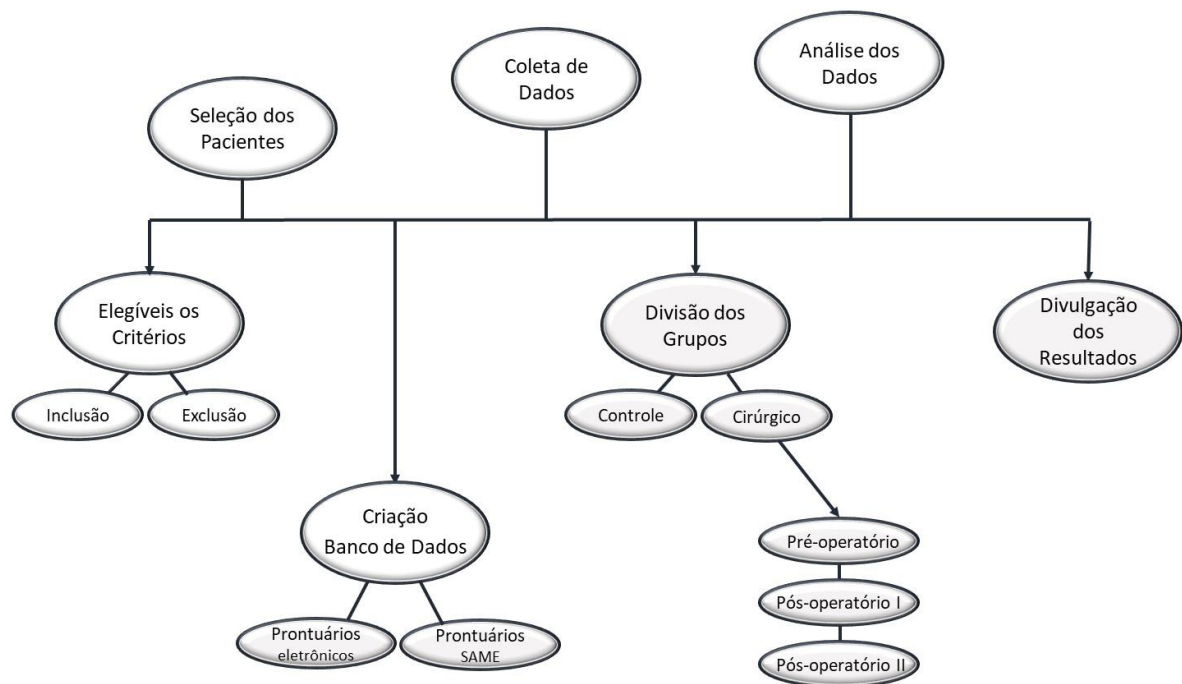 Seleção dos
Pacientes
Coleta de
Dados
Análise dos
Dados
Elegíveis os
Critérios
Inclusão
Exclusão
Criação
Banco de Dados
Prontuários
eletrônicos
Prontuários
SAME
Divisão dos
Grupos
Controle
Cirúrgico
Pré-operatório
Pós-operatório I
Pós-operatório II
Divulgação
dos
Resultados